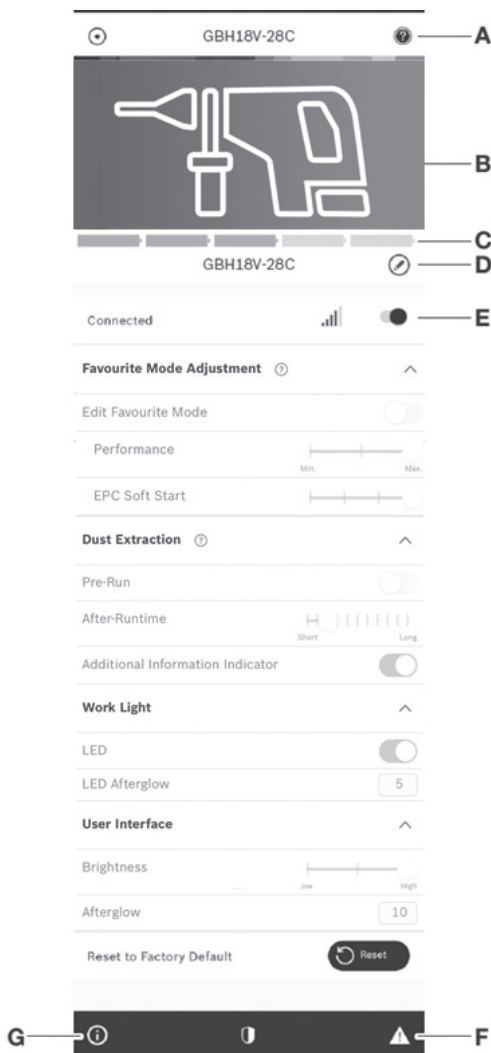 GBH18V-28C
A
B
C
GBH18V-28C
D
Connected
E
Favourite Mode Adjustment ?
Edit Favourite Mode
Performance
Min. Max.
EPC Soft Start
Dust Extraction ?
Pre-Run
After-Runtime
Short Long
Additional Information Indicator
Work Light
LED
LED Afterglow 5
User Interface
Brightness
High
Afterglow 10
Reset to Factory Default Reset
G
F